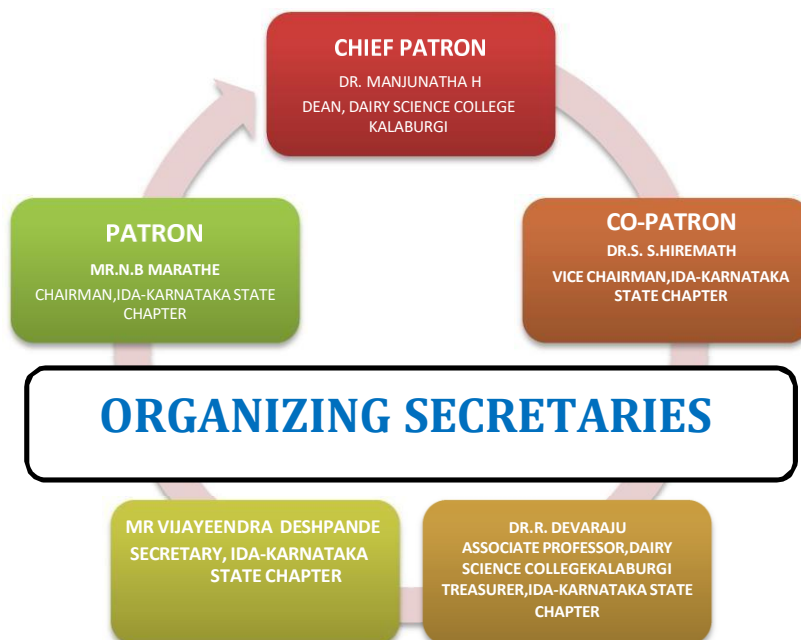 CHIEF PATRON
DR. MANJUNATHA H
DEAN, DAIRY SCIENCE COLLEGE
KALABURGI
PATRON
MR.N.B MARATHE
CHAIRMAN,IDA-KARNATAKA STATE
CHAPTER
CO-PATRON
DR.S. S.HIREMATH
VICE CHAIRMAN,IDA-KARNATAKA
STATE CHAPTER
ORGANIZING SECRETARIES
MR VIJAYEENDRA DESHPANDE
SECRETARY, IDA-KARNATAKA
STATE CHAPTER
DR.R. DEVARAJU
ASSOCIATE PROFESSOR,DAIRY
SCIENCE COLLEGEKALABURGI
TREASURER,IDA-KARNATAKA STATE
CHAPTER